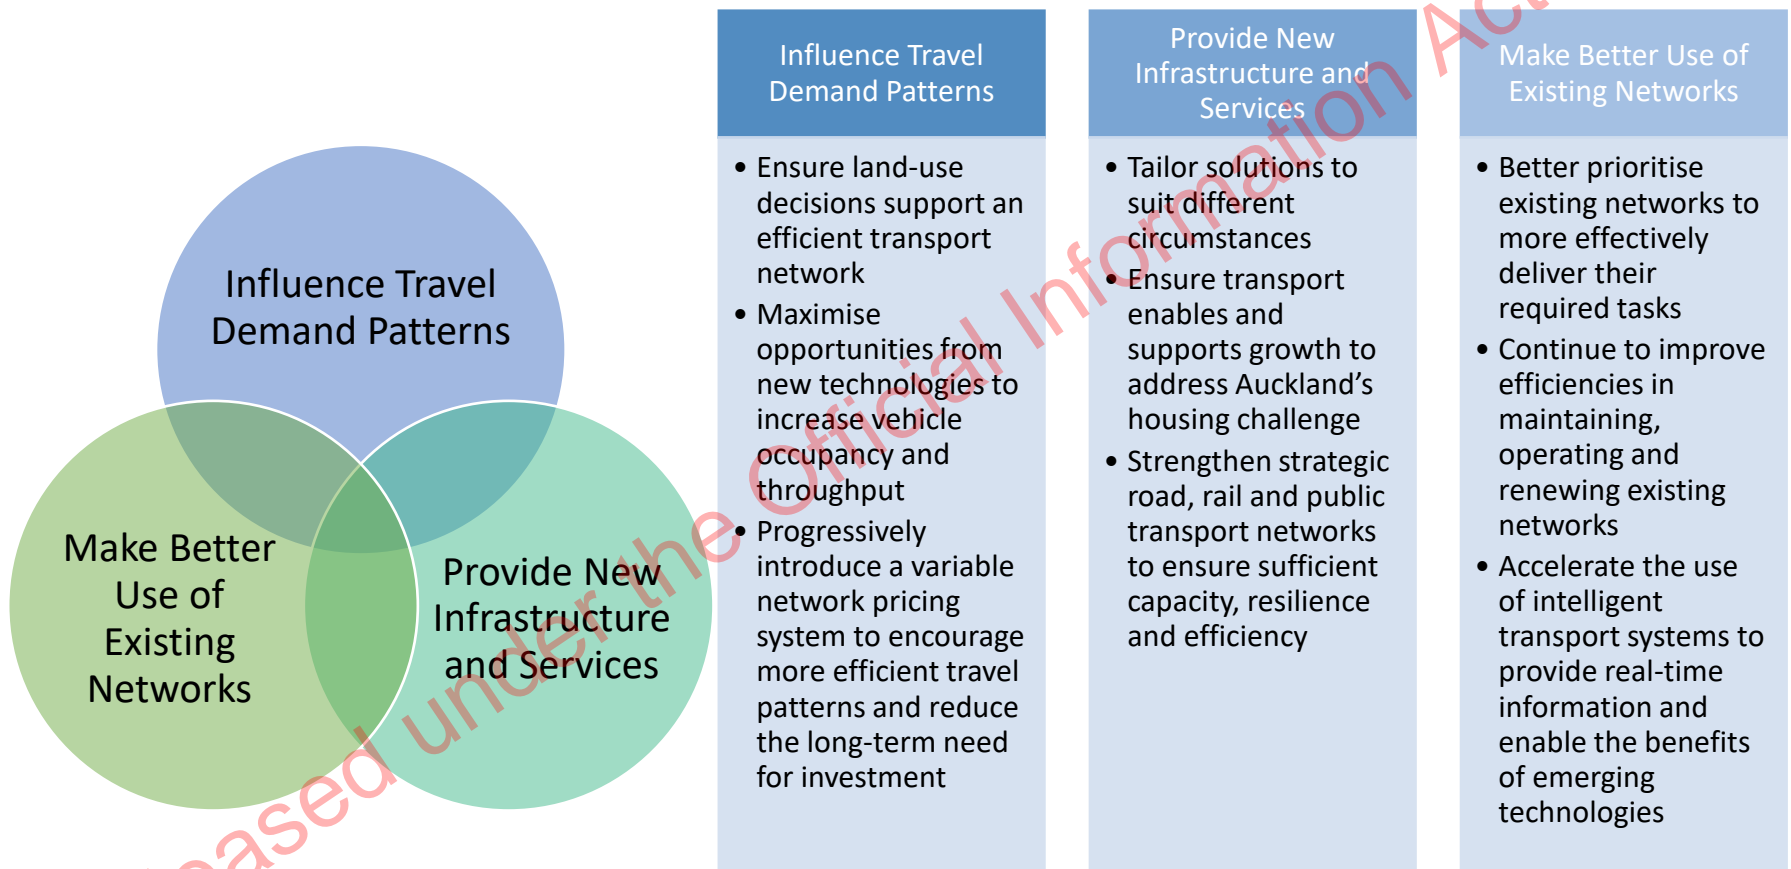 Influence Travel
Demand Patterns
Make Better
Use of
Existing
Networks
Provide New
Infrastructure
and Services
Influence Travel
Demand Patterns
• Ensure land-use
decisions support an
efficient transport
network
• Maximise
opportunities from
new technologies to
increase vehicle
occupancy and
throughput
• Progressively
introduce a variable
network pricing
system to encourage
more efficient travel
patterns and reduce
the long-term need
for investment
Provide New
Infrastructure and
Services
• Tailor solutions to
suit different
circumstances
• Ensure transport
enables and
supports growth to
address Auckland’s
housing challenge
• Strengthen strategic
road, rail and public
transport networks
to ensure sufficient
capacity, resilience
and efficiency
Make Better Use of
Existing Networks
• Better prioritise
existing networks to
more effectively
deliver their
required tasks
• Continue to improve
efficiencies in
maintaining,
operating and
renewing existing
networks
• Accelerate the use
of intelligent
transport systems to
provide real-time
information and
enable the benefits
of emerging
technologies
under the Official Information